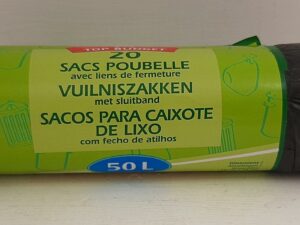 TOP BUDGET
20
SACS POUBELLE
avec liens de fermeture
VUILNISZAKKEN
met sluitband
SACOS PARA CAIXOTE
DE LIXO
com fecho de atilhos
50 L